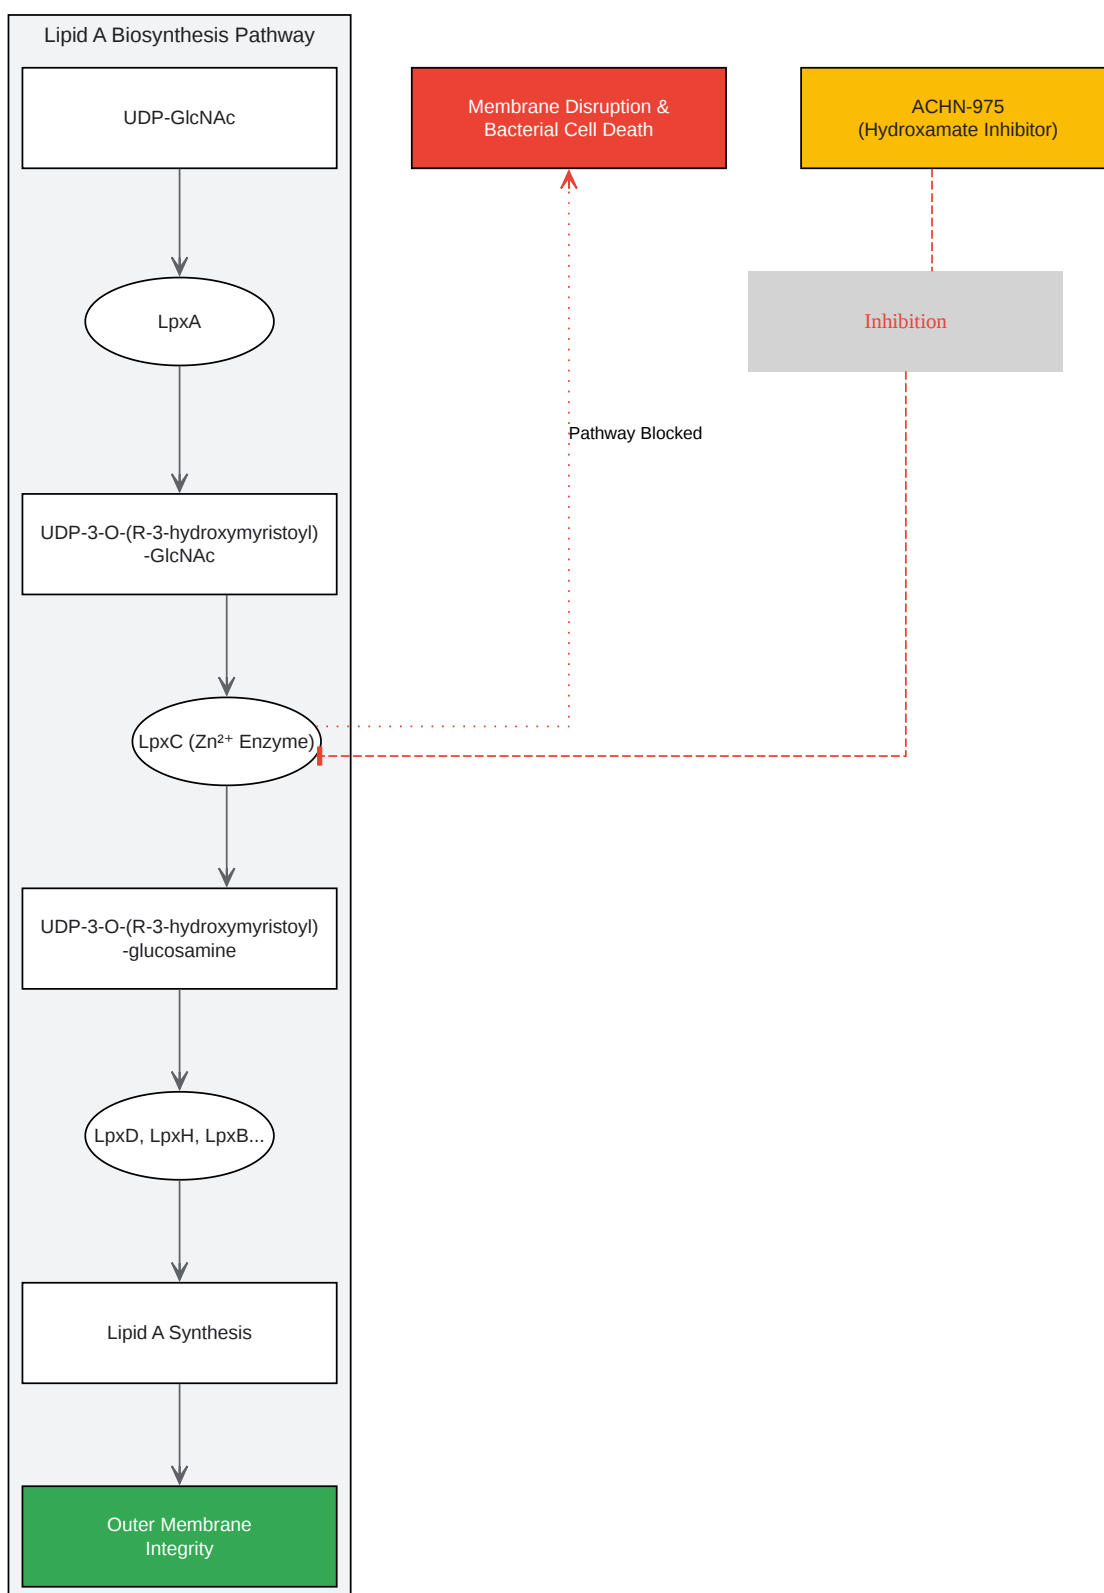 Lipid A Biosynthesis Pathway
UDP-GlcNAc
Membrane Disruption &
Bacterial Cell Death
ACHN-975
(Hydroxamate Inhibitor)
LpxA
Inhibition
Pathway Blocked
UDP-3-O-(R-3-hydroxymyristoyl)
-GlcNAc
LpxC (Zn²⁺ Enzyme)
UDP-3-O-(R-3-hydroxymyristoyl)
-glucosamine
LpxD, LpxH, LpxB...
Lipid A Synthesis
Outer Membrane
Integrity